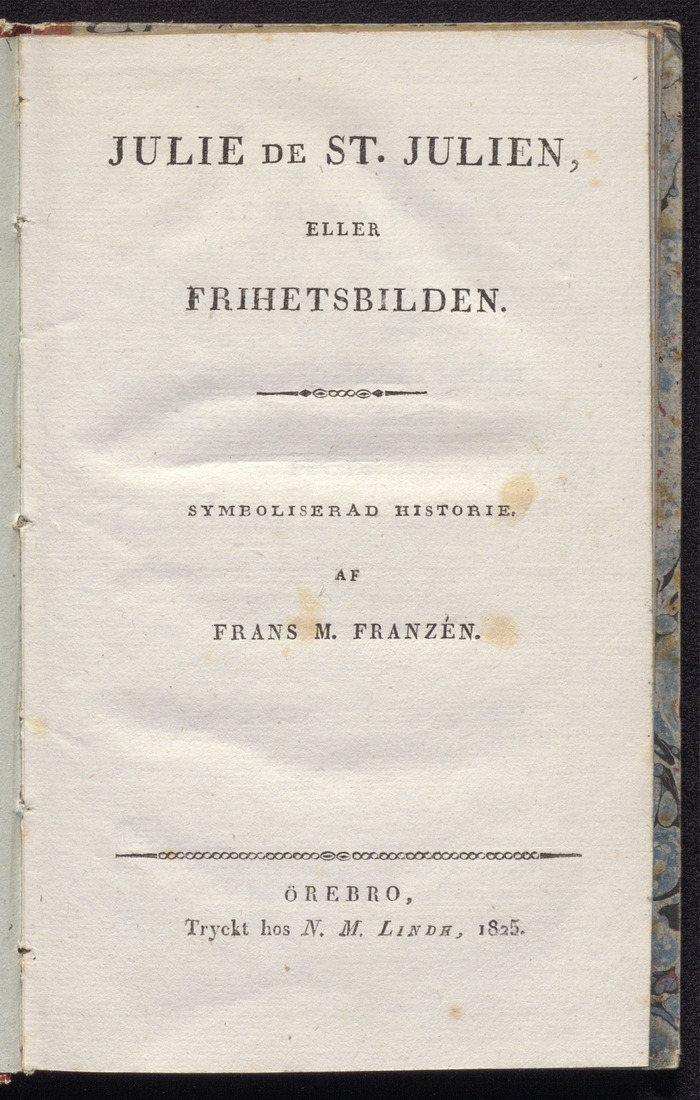 JULIE DE ST. JULIEN,
ELLER
FRIHETSBILDEN.
SYMBOLISERAD HISTORIE.
AF
FRANS M. FRANZÉN.
ÖREBRO,
Tryckt hos N. M. LINDH, 1825.